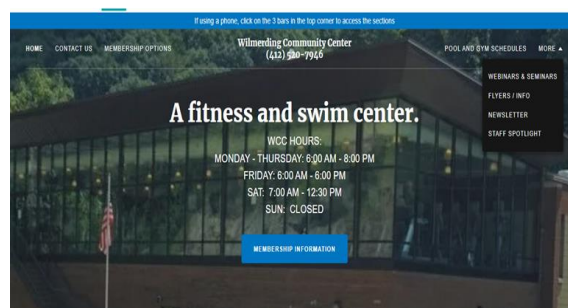 If using a phone, click on the 3 bars in the top corner to access the sections
HOME CONTACT US MEMBERSHIP OPTIONS
Wilmerding Community Center
(412) 520-7946
POOL AND GYM SCHEDULES MORE
WEBINARS & SEMINARS
FLYERS / INFO
NEWSLETTER
STAFF SPOTLIGHT
A fitness and swim center.
WCC HOURS:
MONDAY - THURSDAY: 6:00 AM - 8:00 PM
FRIDAY: 6:00 AM - 6:00 PM
SAT: 7:00 AM - 12:30 PM
SUN: CLOSED
MEMBERSHIP INFORMATION